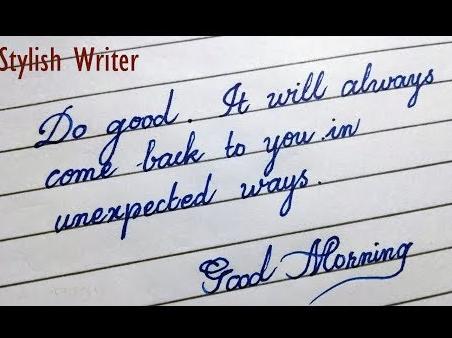 Stylish Writer
Do good. It will always
come back to you in
unexpected ways.
Good Morning